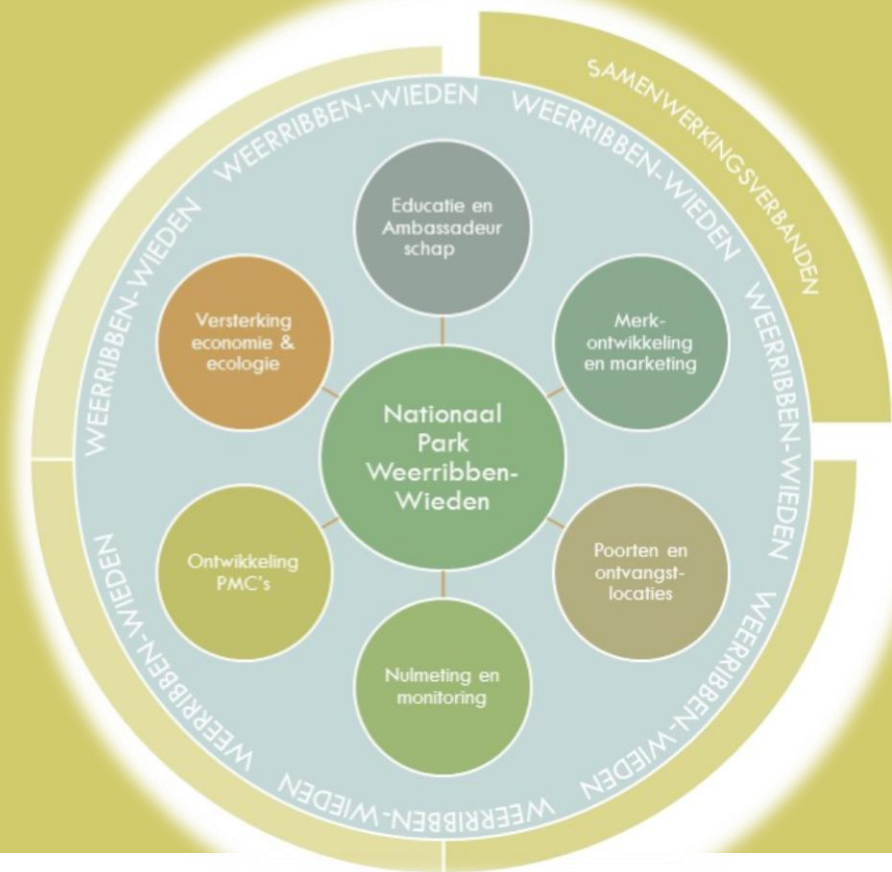 SAMENWERKINGSVERBANDEN
WEERRIBBEN-WIEDEN
WEERRIBBEN-WIEDEN
WEERRIBBEN-WIEDEN
WEERRIBBEN-WIEDEN
WEERRIBBEN-WIEDEN
WEERRIBBEN-WIEDEN
WEERRIBBEN-WIEDEN
WEERRIBBEN-WIEDEN
Educatie en
Ambassadeur
schap
Merk-
ontwikkeling
en marketing
Poorten en
ontvangst-
locaties
Nulmeting en
monitoring
Ontwikkeling
PMC's
Versterking
economie &
ecologie
Nationaal
Park
Weerribben-
Wieden